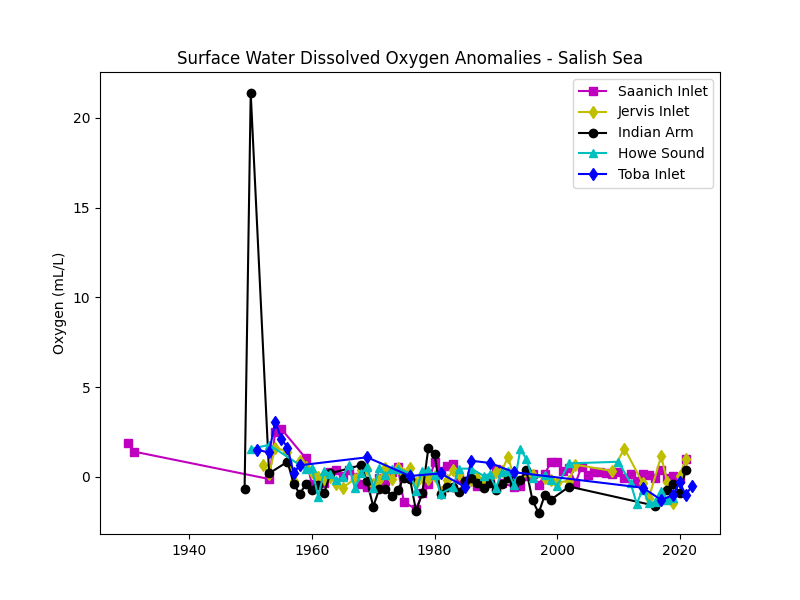 Surface Water Dissolved Oxygen Anomalies - Salish Sea
Saanich Inlet
Jervis Inlet
Indian Arm
Howe Sound
Toba Inlet
Oxygen (mL/L)
20
15
10
5
0
1940
1960
1980
2000
2020